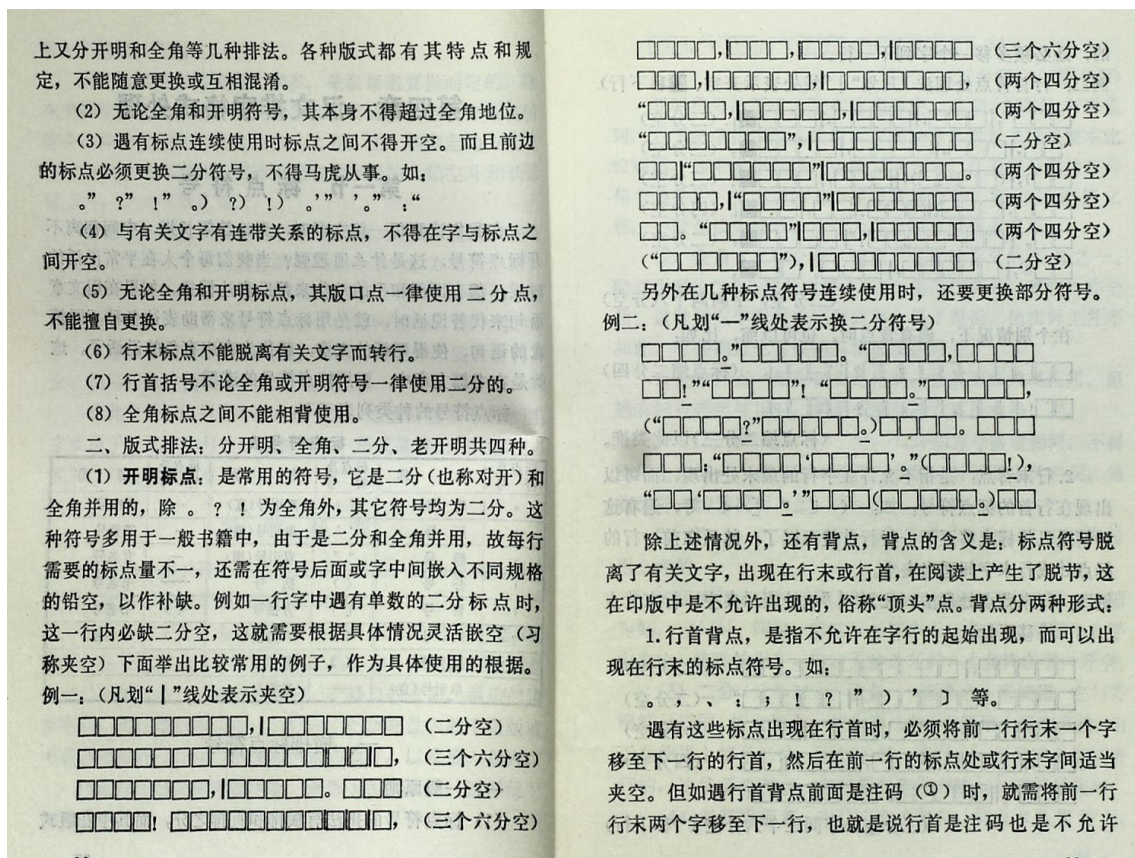 上又分开明和全角等几种排法。各种版式都有其特点和规
定，不能随意更换或互相混淆。
（2）无论全角和开明符号，其本身不得超过全角地位。
（3）遇有标点连续使用时标点之间不得开空。而且前边
的标点必须更换二分符号，不得马虎从事。如：
。” ？” ！” 。） ？） ！） 。’” ’。” ：“
（4）与有关文字有连带关系的标点，不得在字与标点之
间开空。
（5）无论全角和开明标点，其版口点一律使用二分点，
不能擅自更换。
（6）行末标点不能脱离有关文字而转行。
（7）行首括号不论全角或开明符号一律使用二分的。
（8）全角标点之间不能相背使用。
二、版式排法：分开明、全角、二分、老开明共四种。
（1）开明标点：是常用的符号，它是二分（也称对开）和
全角并用的，除 。？！ 为全角外，其它符号均为二分。这
种符号多用于一般书籍中，由于是二分和全角并用，故每行
需要的标点量不一，还需在符号后面或字中间嵌入不同规格
的铅空，以作补缺。例如一行字中遇有单数的二分标点时，
这一行内必缺二分空，这就需要根据具体情况灵活嵌空（习
称夹空）下面举出比较常用的例子，作为具体使用的根据。
例一：（凡划“|”线处表示夹空）
□□□□□□□□，|□□□□□□ （二分空）
□□□□□□□□□□□□□， （三个六分空）
□□□□□□，|□□□□。□□□ （二分空）
□□□□！□□□□□□□□， （三个六分空）
□□□□，|□□□，|□□□□|□□□ （三个六分空）
□□□□，|□□□□|□□□□□□ （两个四分空）
“□□□□，|□□□□，|□□□□□ （两个四分空）
“□□□□□□□”，|□□□□□□ （二分空）
□|“□□□□□”|□□□□□□。 （两个四分空）
□□□□，|“□□□□”|□□□□□ （两个四分空）
□□。“□□□□”|□□□，|□□□□ （两个四分空）
（“□□□□□□”），|□□□□□□ （二分空）
另外在几种标点符号连续使用时，还要更换部分符号。
例二：（凡划“—”线处表示换二分符号）
□□□。”□□□□□。“□□□，□□□□
□□！”“□□□□”！“□□□□。”□□□□，
（“□□□□？”□□□□。）□□□□。□□□
□□□：“□□□□‘□□□□’。”（□□□！），
“□□‘□□□□。’”□□□（□□□□。）□□
除上述情况外，还有背点，背点的含义是：标点符号脱
离了有关文字，出现在行末或行首，在阅读上产生了脱节，这
在印版中是不允许出现的，俗称“顶头”点。背点分两种形式：
1.行首背点，是指不允许在字行的起始出现，而可以出
现在行末的标点符号。如：
。，、：；！？”）’〕等。
遇有这些标点出现在行首时，必须将前一行行末一个字
移至下一行的行首，然后在前一行的标点处或行末字间适当
夹空。但如遇行首背点前面是注码（①）时，就需将前一行
行末两个字移至下一行，也就是说行首是注码也是不允许